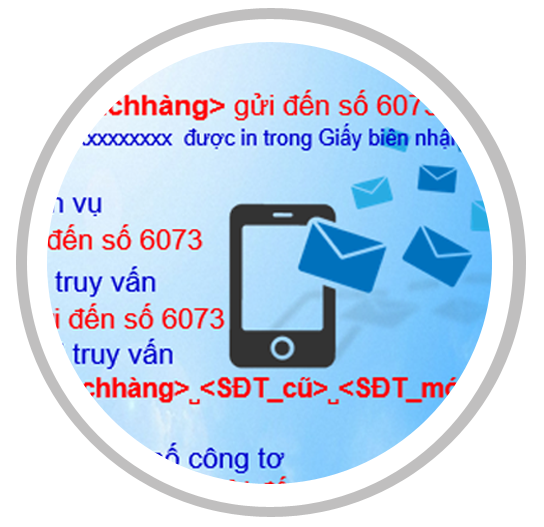 chhàng> gửi đến số 6073
xxxxxxxxx được in trong Giấy biên nhận
vụ
đến số 6073
truy vấn
đến số 6073
truy vấn
chhàng>␣<SĐT_cũ>␣<SĐT_mớ
số công tơ